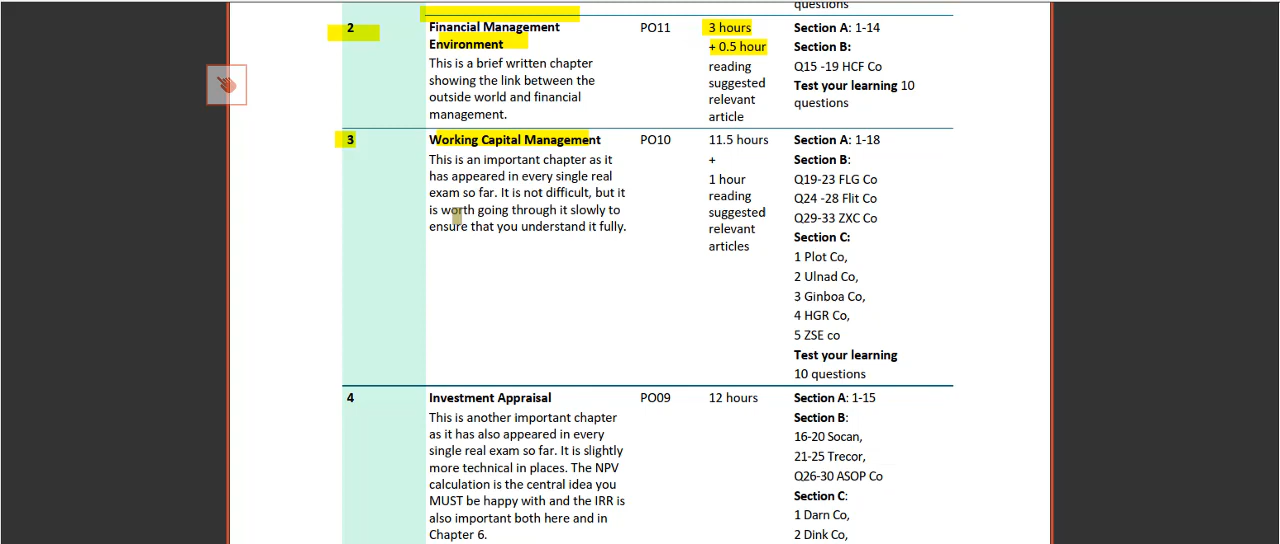 questions
2
Financial Management
Environment
This is a brief written chapter
showing the link between the
outside world and financial
management.
PO11
3 hours
+ 0.5 hour
reading
suggested
relevant
article
Section A: 1-14
Section B:
Q15 -19 HCF Co
Test your learning 10
questions
3
Working Capital Management
This is an important chapter as it
has appeared in every single real
exam so far. It is not difficult, but it
is worth going through it slowly to
ensure that you understand it fully.
PO10
11.5 hours
+
1 hour
reading
suggested
relevant
articles
Section A: 1-18
Section B:
Q19-23 FLG Co
Q24 -28 Flit Co
Q29-33 ZXC Co
Section C:
1 Plot Co,
2 Ulnad Co,
3 Ginboa Co,
4 HGR Co,
5 ZSE co
Test your learning
10 questions
4
Investment Appraisal
This is another important chapter
as it has also appeared in every
single real exam so far. It is slightly
more technical in places. The NPV
calculation is the central idea you
MUST be happy with and the IRR is
also important both here and in
Chapter 6.
PO09
12 hours
Section A: 1-15
Section B:
16-20 Socan,
21-25 Trecor,
Q26-30 ASOP Co
Section C:
1 Darn Co,
2 Dink Co,